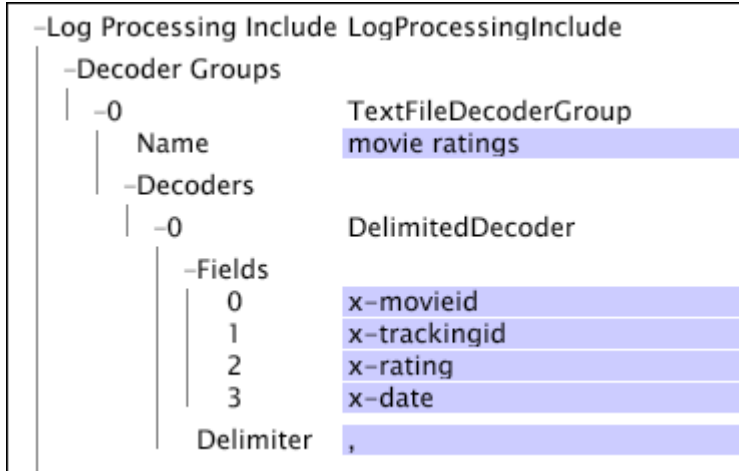 –Log Processing Include LogProcessingInclude
–Decoder Groups
–0 TextFileDecoderGroup
Name movie ratings
–Decoders
–0 DelimitedDecoder
–Fields
0 x-movieid
1 x-trackingid
2 x-rating
3 x-date
Delimiter ,